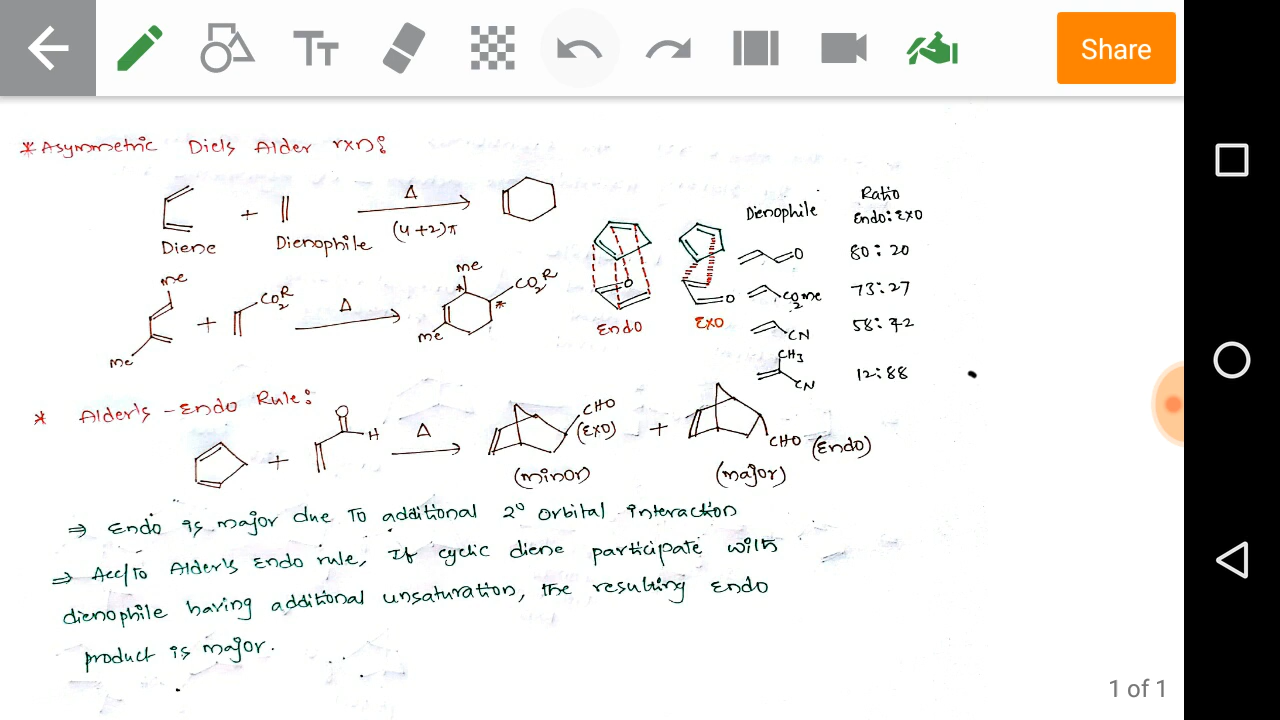 Share
*Asymmetric Diels Alder rxn:
Diene
+
Dienophile
Δ
(4+2)π
Me
Me
+
CO2R
Δ
Me
Me
*
*
CO2R
Endo
Exo
Dienophile
Ratio
Endo:Exo
O
80:20
CO2Me
73:27
CN
58:42
CH3
CN
12:88
* Alder's-Endo Rule:
+
O
H
Δ
CHO
(Exo)
(minor)
+
CHO (Endo)
(major)
⇒ Endo is major due To additional 2° orbital interaction
⇒ Acc/To Alder's Endo rule, If cyclic diene participate with
dienophile having additional unsaturation, the resulting Endo
product is major.
1 of 1